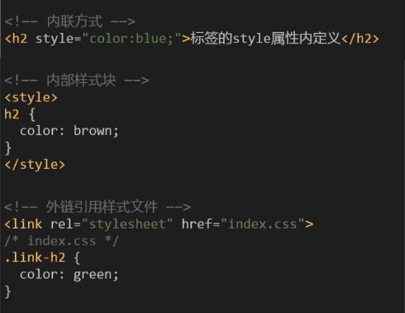 <!-- 内联方式 -->
<h2 style="color:blue;">标签的style属性内定义</h2>
<!-- 内部样式块 -->
<style>
h2 {
color: brown;
}
</style>
<!-- 外链引用样式文件 -->
<link rel="stylesheet" href="index.css">
/* index.css */
.link-h2 {
color: green;
}